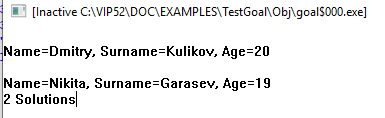 [Inactive C:\VIP52\DOC\EXAMPLES\TestGoal\Obj\goal$000.exe]
Name=Dmitry, Surname=Kulikov, Age=20
Name=Nikita, Surname=Garasev, Age=19
2 Solutions